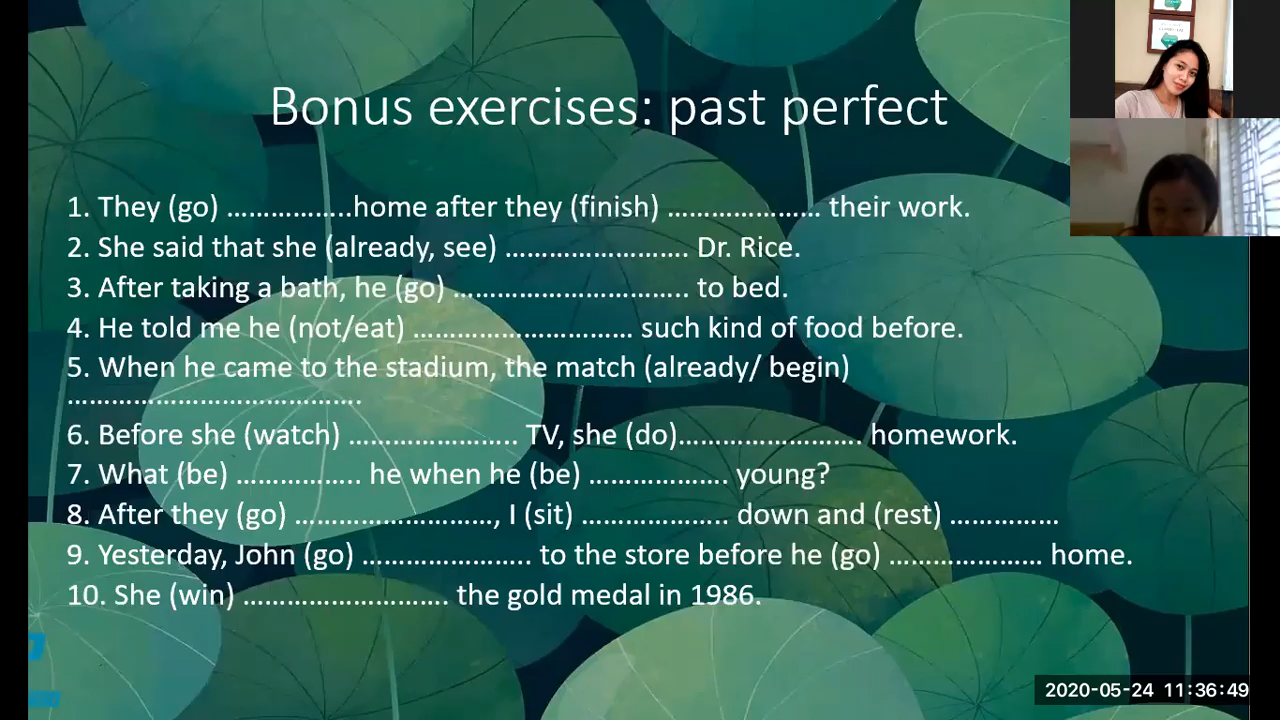 Bonus exercises: past perfect
1. They (go) ……………..home after they (finish) ………………… their work.
2. She said that she (already, see) ……………………. Dr. Rice.
3. After taking a bath, he (go) ………………………….. to bed.
4. He told me he (not/eat) ………………………… such kind of food before.
5. When he came to the stadium, the match (already/ begin)
………………………………….
6. Before she (watch) ………………….. TV, she (do)……………………. homework.
7. What (be) …………….. he when he (be) ………………. young?
8. After they (go) ………………………, I (sit) ……………….. down and (rest) ……………
9. Yesterday, John (go) ………………….. to the store before he (go) ………………… home.
10. She (win) ………………………. the gold medal in 1986.
2020-05-24 11:36:49